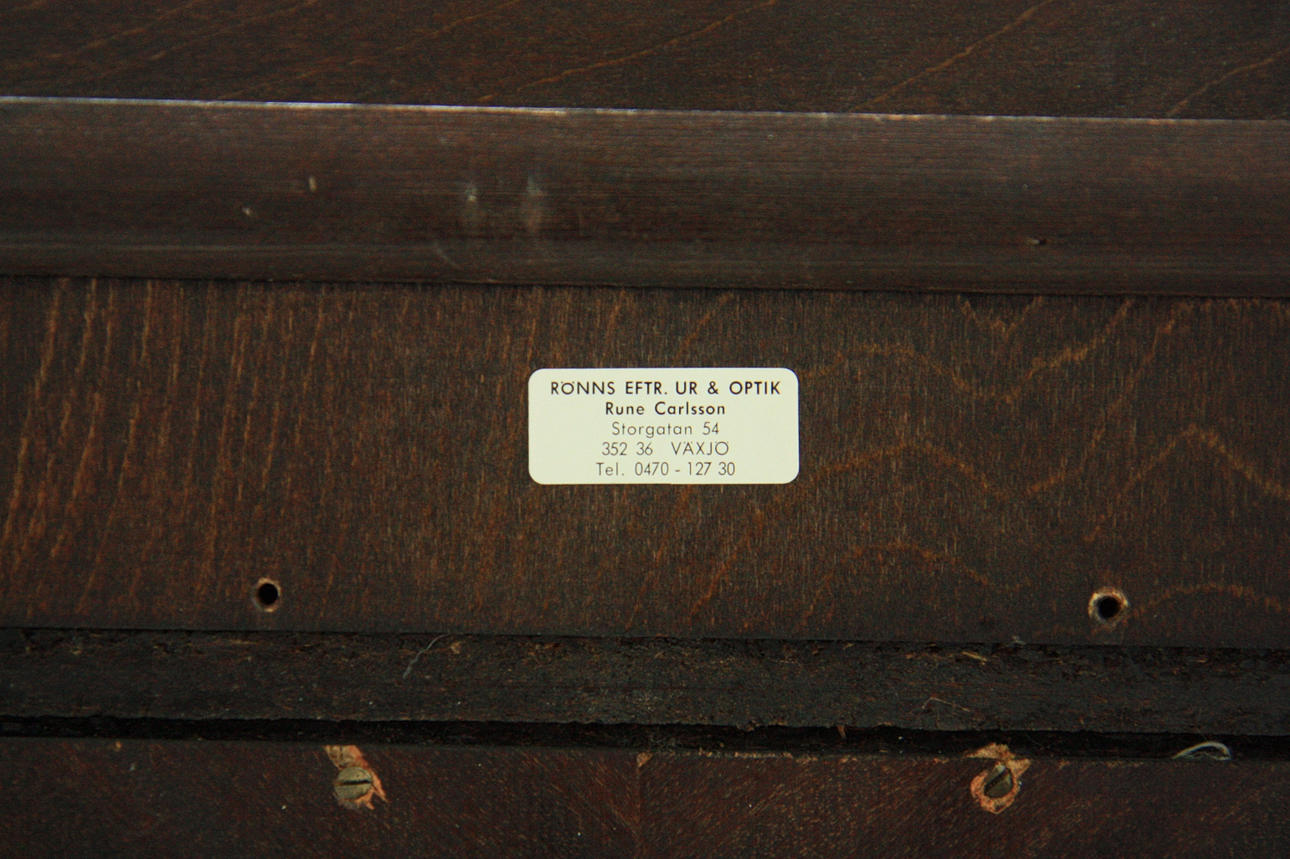 RÖNNS EFTR. UR & OPTIK
Rune Carlsson
Storgatan 54
352 36 VÄXJÖ
Tel. 0470 - 127 30